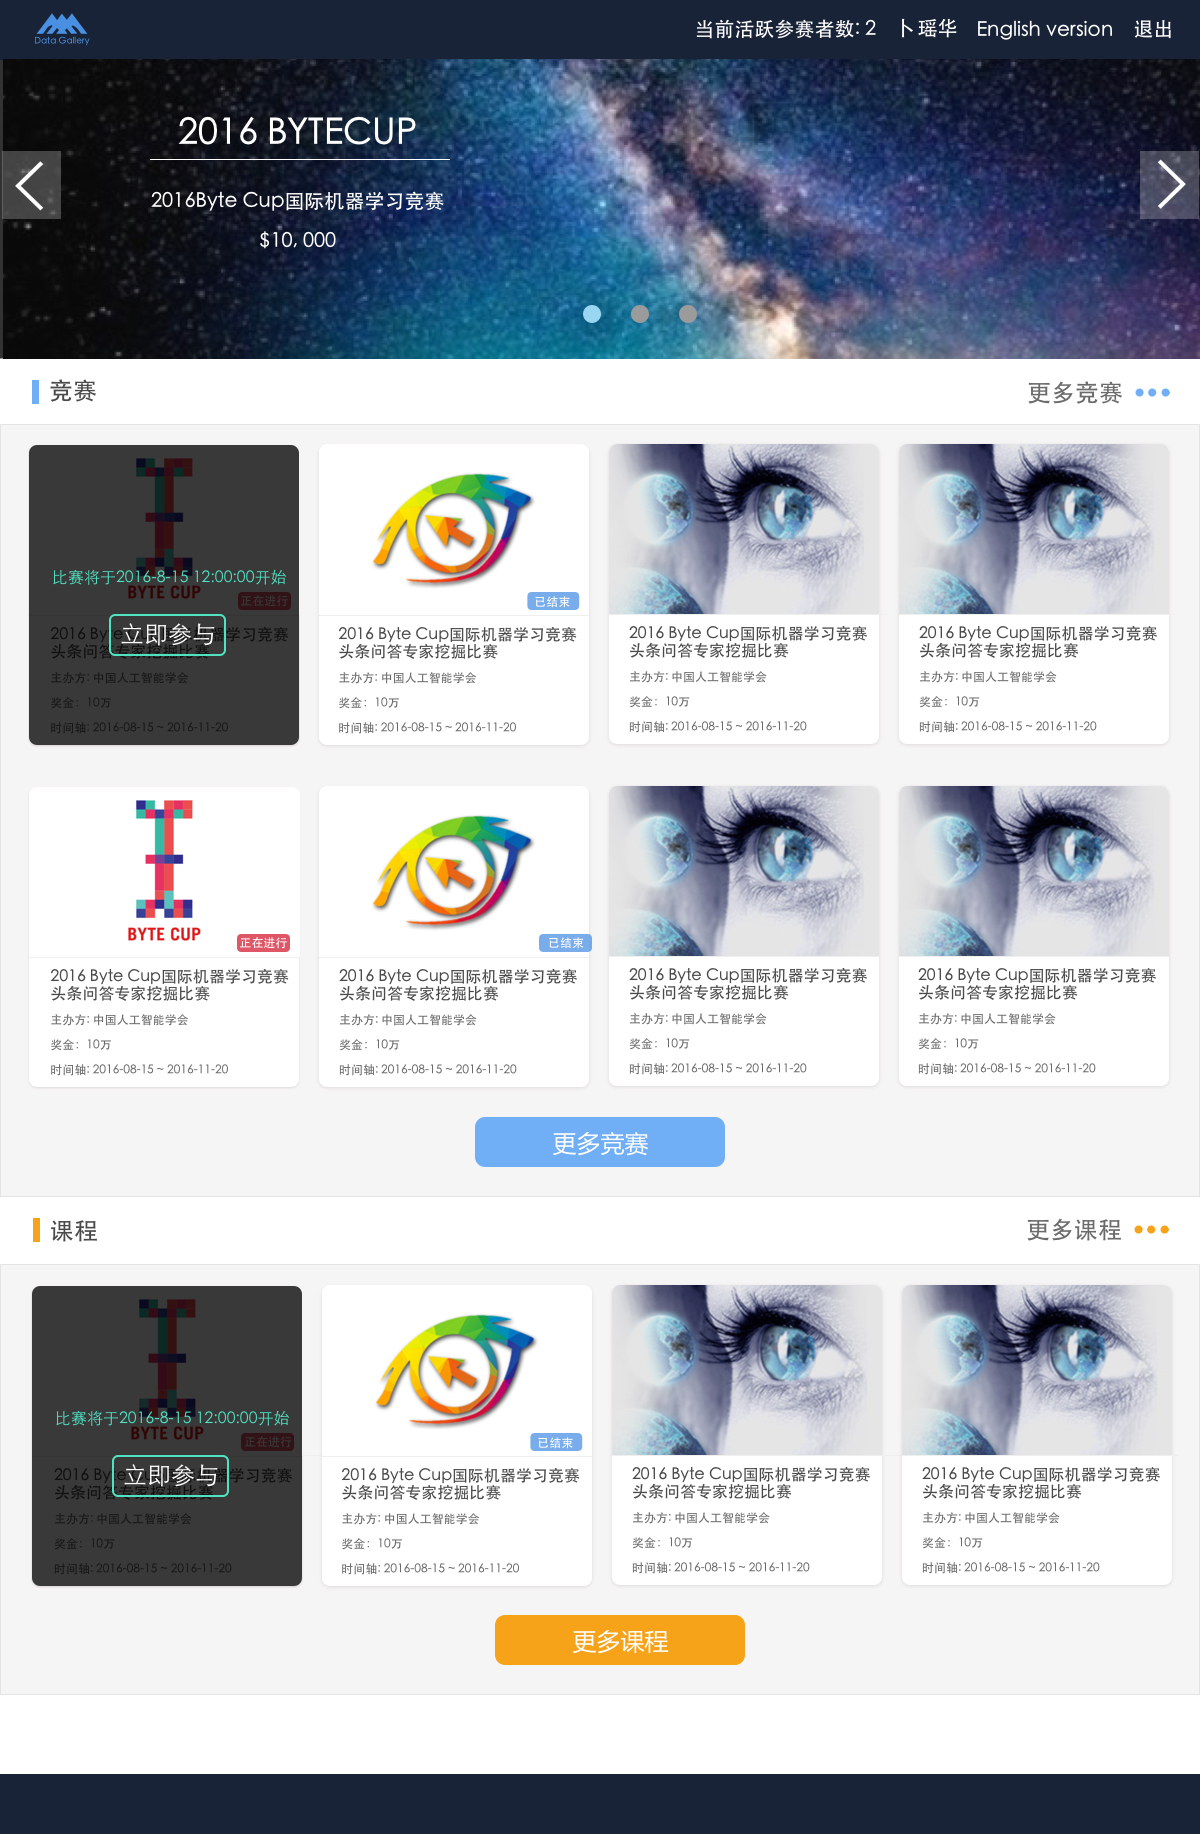 Data Gallery
当前活跃参赛者数: 2 卜瑶华 English version 退出
2016 BYTECUP
2016Byte Cup国际机器学习竞赛
$10, 000
竞赛
更多竞赛
BYTE CUP
比赛将于2016-8-15 12:00:00开始
正在进行
立即参与
2016 Byte Cup国际机器学习竞赛
头条问答专家挖掘比赛
主办方: 中国人工智能学会
奖金: 10万
时间轴: 2016-08-15 ~ 2016-11-20
已结束
2016 Byte Cup国际机器学习竞赛
头条问答专家挖掘比赛
主办方: 中国人工智能学会
奖金: 10万
时间轴: 2016-08-15 ~ 2016-11-20
2016 Byte Cup国际机器学习竞赛
头条问答专家挖掘比赛
主办方: 中国人工智能学会
奖金: 10万
时间轴: 2016-08-15 ~ 2016-11-20
2016 Byte Cup国际机器学习竞赛
头条问答专家挖掘比赛
主办方: 中国人工智能学会
奖金: 10万
时间轴: 2016-08-15 ~ 2016-11-20
BYTE CUP
正在进行
2016 Byte Cup国际机器学习竞赛
头条问答专家挖掘比赛
主办方: 中国人工智能学会
奖金: 10万
时间轴: 2016-08-15 ~ 2016-11-20
已结束
2016 Byte Cup国际机器学习竞赛
头条问答专家挖掘比赛
主办方: 中国人工智能学会
奖金: 10万
时间轴: 2016-08-15 ~ 2016-11-20
2016 Byte Cup国际机器学习竞赛
头条问答专家挖掘比赛
主办方: 中国人工智能学会
奖金: 10万
时间轴: 2016-08-15 ~ 2016-11-20
2016 Byte Cup国际机器学习竞赛
头条问答专家挖掘比赛
主办方: 中国人工智能学会
奖金: 10万
时间轴: 2016-08-15 ~ 2016-11-20
更多竞赛
课程
更多课程
比赛将于2016-8-15 12:00:00开始
BYTE CUP
正在进行
立即参与
2016 Byte Cup国际机器学习竞赛
头条问答专家挖掘比赛
主办方: 中国人工智能学会
奖金: 10万
时间轴: 2016-08-15 ~ 2016-11-20
已结束
2016 Byte Cup国际机器学习竞赛
头条问答专家挖掘比赛
主办方: 中国人工智能学会
奖金: 10万
时间轴: 2016-08-15 ~ 2016-11-20
2016 Byte Cup国际机器学习竞赛
头条问答专家挖掘比赛
主办方: 中国人工智能学会
奖金: 10万
时间轴: 2016-08-15 ~ 2016-11-20
2016 Byte Cup国际机器学习竞赛
头条问答专家挖掘比赛
主办方: 中国人工智能学会
奖金: 10万
时间轴: 2016-08-15 ~ 2016-11-20
更多课程